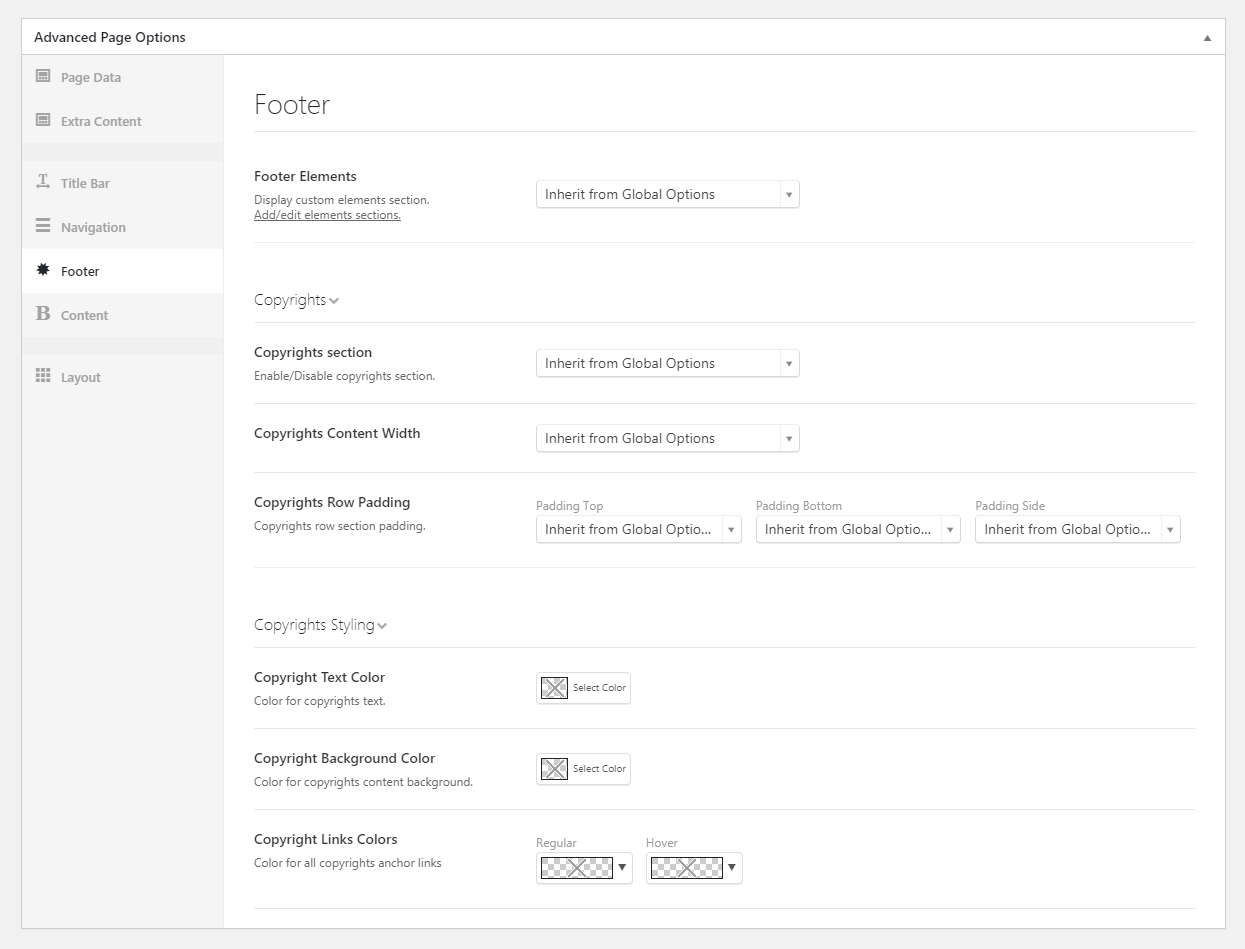 Advanced Page Options
Page Data
Extra Content
Title Bar
Navigation
Footer
Content
Layout
Footer
Footer Elements
Display custom elements section.
Add/edit elements sections.
Inherit from Global Options
Copyrights
Copyrights section
Enable/Disable copyrights section.
Inherit from Global Options
Copyrights Content Width
Inherit from Global Options
Copyrights Row Padding
Copyrights row section padding.
Padding Top
Padding Bottom
Padding Side
Inherit from Global Optio...
Inherit from Global Optio...
Inherit from Global Optio...
Copyrights Styling
Copyright Text Color
Color for copyrights text.
Select Color
Copyright Background Color
Color for copyrights content background.
Select Color
Copyright Links Colors
Color for all copyrights anchor links
Regular
Hover